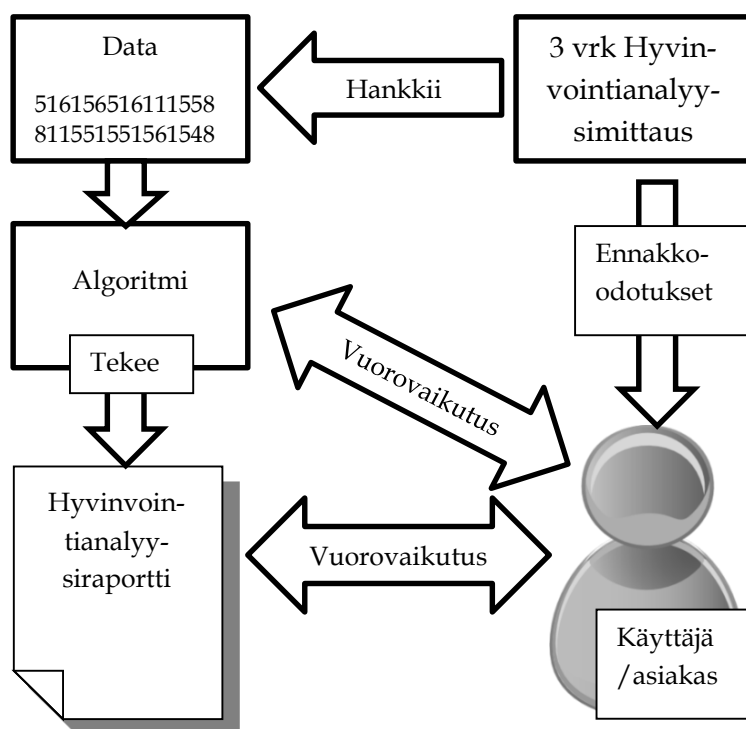 Data
516156516111558
811551551561548
Hankkii
3 vrk Hyvin-
vointianalyy-
simittaus
Algoritmi
Tekee
Ennakko-
odotukset
Vuorovaikutus
Hyvinvoin-
tianalyy-
siraportti
Vuorovaikutus
Käyttäjä
/asiakas